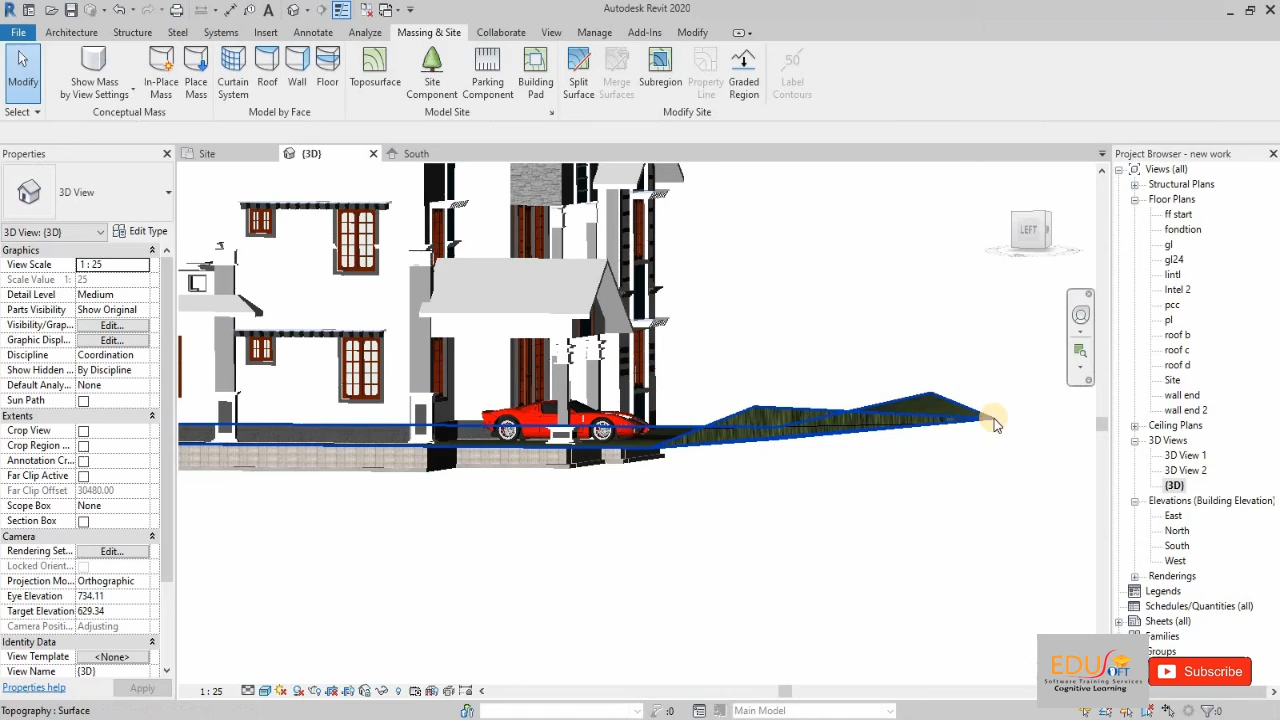 Autodesk Revit 2020
File
Architecture
Structure
Steel
Systems
Insert
Annotate
Analyze
Massing & Site
Collaborate
View
Manage
Add-Ins
Modify
Modify
Show Mass
by View Settings
In-Place
Mass
Place
Mass
Curtain
System
Roof
Wall
Floor
Toposurface
Site
Component
Parking
Component
Building
Pad
Split
Surface
Merge
Surfaces
Subregion
Property
Line
Graded
Region
50
Label
Contours
Select
Conceptual Mass
Model by Face
Model Site
Modify Site
Properties
Site
{3D}
South
Project Browser - new work
3D View
3D View: {3D}
Edit Type
Graphics
View Scale 1 : 25
Scale Value 1: 25
Detail Level Medium
Parts Visibility Show Original
Visibility/Grap... Edit...
Graphic Displ... Edit...
Discipline Coordination
Show Hidden ... By Discipline
Default Analy... None
Sun Path
Extents
Crop View
Crop Region ...
Annotation Cr...
Far Clip Active
Far Clip Offset 30480.00
Scope Box None
Section Box
Camera
Rendering Set... Edit...
Locked Orient...
Projection Mo... Orthographic
Eye Elevation 734.11
Target Elevation 629.34
Camera Positi... Adjusting
Identity Data
View Template <None>
View Name {3D}
Properties help
Apply
LEFT
Views (all)
Structural Plans
Floor Plans
ff start
fondtion
gl
gl24
lintl
Intel 2
pcc
pl
roof b
roof c
roof d
Site
wall end
wall end 2
Ceiling Plans
3D Views
3D View 1
3D View 2
{3D}
Elevations (Building Elevation)
East
North
South
West
Renderings
Legends
Schedules/Quantities (all)
Sheets (all)
Families
Groups
EDUSOFT
Software Training Services
Cognitive Learning
Subscribe
1 : 25
Topography : Surface
:0
Main Model
:0